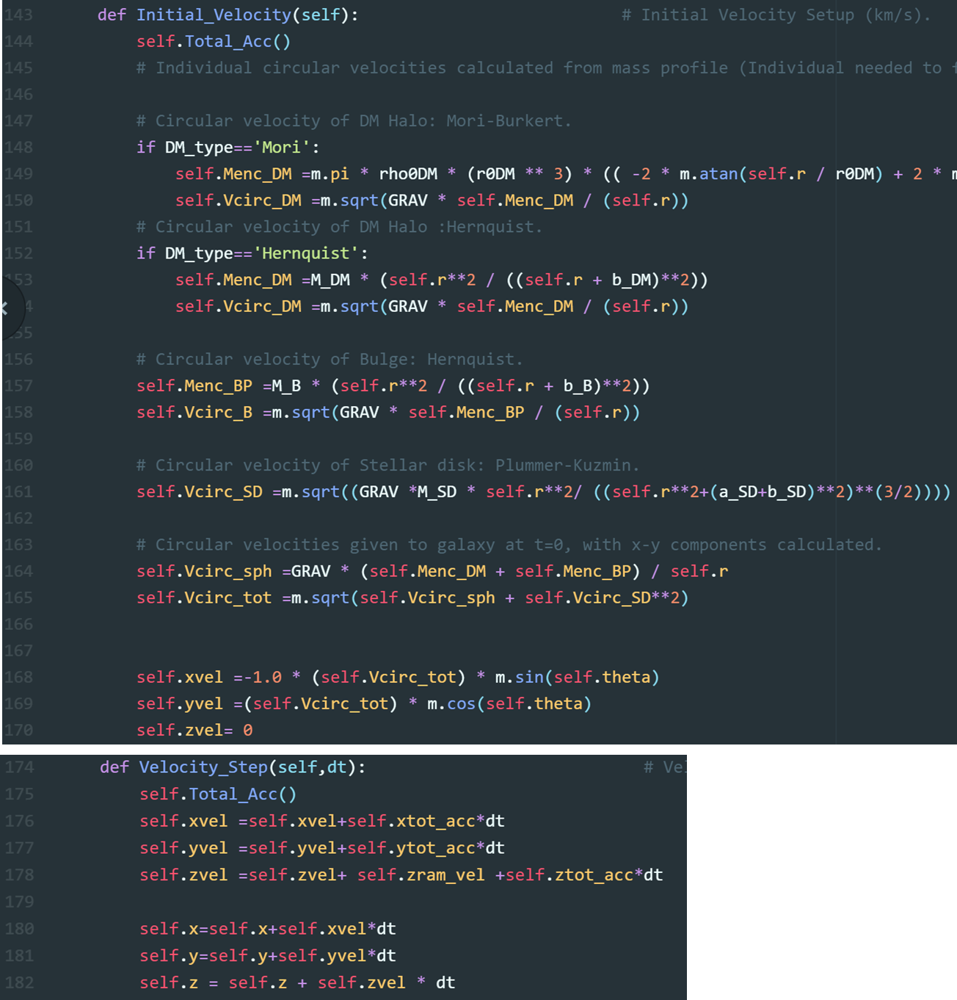 143 def Initial_Velocity(self): # Initial Velocity Setup (km/s).
144 self.Total_Acc()
145 # Individual circular velocities calculated from mass profile (Individual needed to
146
147 # Circular velocity of DM Halo: Mori-Burkert.
148 if DM_type=='Mori':
149 self.Menc_DM =m.pi * rho0DM * (r0DM ** 3) * (( -2 * m.atan(self.r / r0DM) + 2 *
150 self.Vcirc_DM =m.sqrt(GRAV * self.Menc_DM / (self.r))
151 # Circular velocity of DM Halo :Hernquist.
152 if DM_type=='Hernquist':
53 self.Menc_DM =M_DM * (self.r**2 / ((self.r + b_DM)**2))
4 self.Vcirc_DM =m.sqrt(GRAV * self.Menc_DM / (self.r))
55
156 # Circular velocity of Bulge: Hernquist.
157 self.Menc_BP =M_B * (self.r**2 / ((self.r + b_B)**2))
158 self.Vcirc_B =m.sqrt(GRAV * self.Menc_BP / (self.r))
159
160 # Circular velocity of Stellar disk: Plummer-Kuzmin.
161 self.Vcirc_SD =m.sqrt((GRAV *M_SD * self.r**2/ ((self.r**2+(a_SD+b_SD)**2)**(3/2))))
162
163 # Circular velocities given to galaxy at t=0, with x-y components calculated.
164 self.Vcirc_sph =GRAV * (self.Menc_DM + self.Menc_BP) / self.r
165 self.Vcirc_tot =m.sqrt(self.Vcirc_sph + self.Vcirc_SD**2)
166
167
168 self.xvel =-1.0 * (self.Vcirc_tot) * m.sin(self.theta)
169 self.yvel =(self.Vcirc_tot) * m.cos(self.theta)
170 self.zvel= 0
174 def Velocity_Step(self,dt): #
175 self.Total_Acc()
176 self.xvel =self.xvel+self.xtot_acc*dt
177 self.yvel =self.yvel+self.ytot_acc*dt
178 self.zvel =self.zvel+ self.zram_vel +self.ztot_acc*dt
179
180 self.x=self.x+self.xvel*dt
181 self.y=self.y+self.yvel*dt
182 self.z = self.z + self.zvel * dt